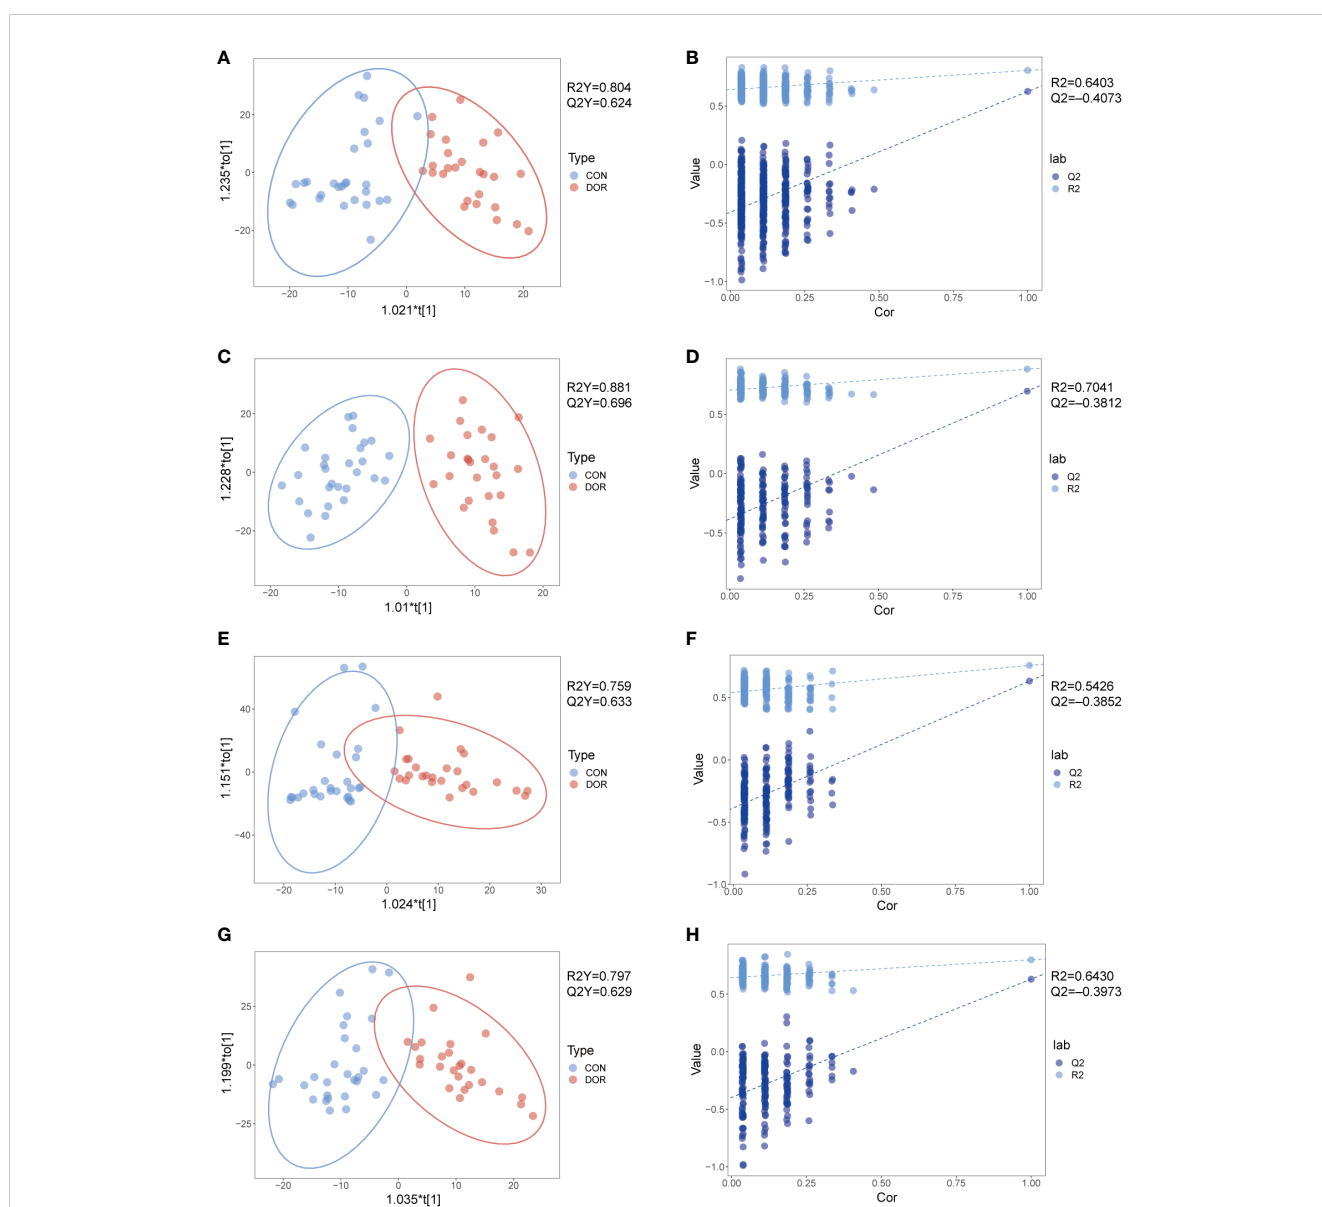 A
R2Y=0.804
Q2Y=0.624
20
0
−20
1.235*to[1]
−20
−10
0
10
20
1.021*t[1]
Type
CON
DOR
B
R2=0.6403
Q2=−0.4073
0.5
0.0
−0.5
−1.0
Value
0.00
0.25
0.50
0.75
1.00
Cor
lab
Q2
R2
C
R2Y=0.881
Q2Y=0.696
20
0
−20
1.228*to[1]
−20
−10
0
10
20
1.01*t[1]
Type
CON
DOR
D
R2=0.7041
Q2=−0.3812
0.5
0.0
−0.5
Value
0.00
0.25
0.50
0.75
1.00
Cor
lab
Q2
R2
E
R2Y=0.759
Q2Y=0.633
40
0
−40
1.151*to[1]
−20
−10
0
10
20
30
1.024*t[1]
Type
CON
DOR
F
R2=0.5426
Q2=−0.3852
0.5
0.0
−0.5
−1.0
Value
0.00
0.25
0.50
0.75
1.00
Cor
lab
Q2
R2
G
R2Y=0.797
Q2Y=0.629
25
0
−25
1.199*to[1]
−20
−10
0
10
20
1.035*t[1]
Type
CON
DOR
H
R2=0.6430
Q2=−0.3973
0.5
0.0
−0.5
−1.0
Value
0.00
0.25
0.50
0.75
1.00
Cor
lab
Q2
R2